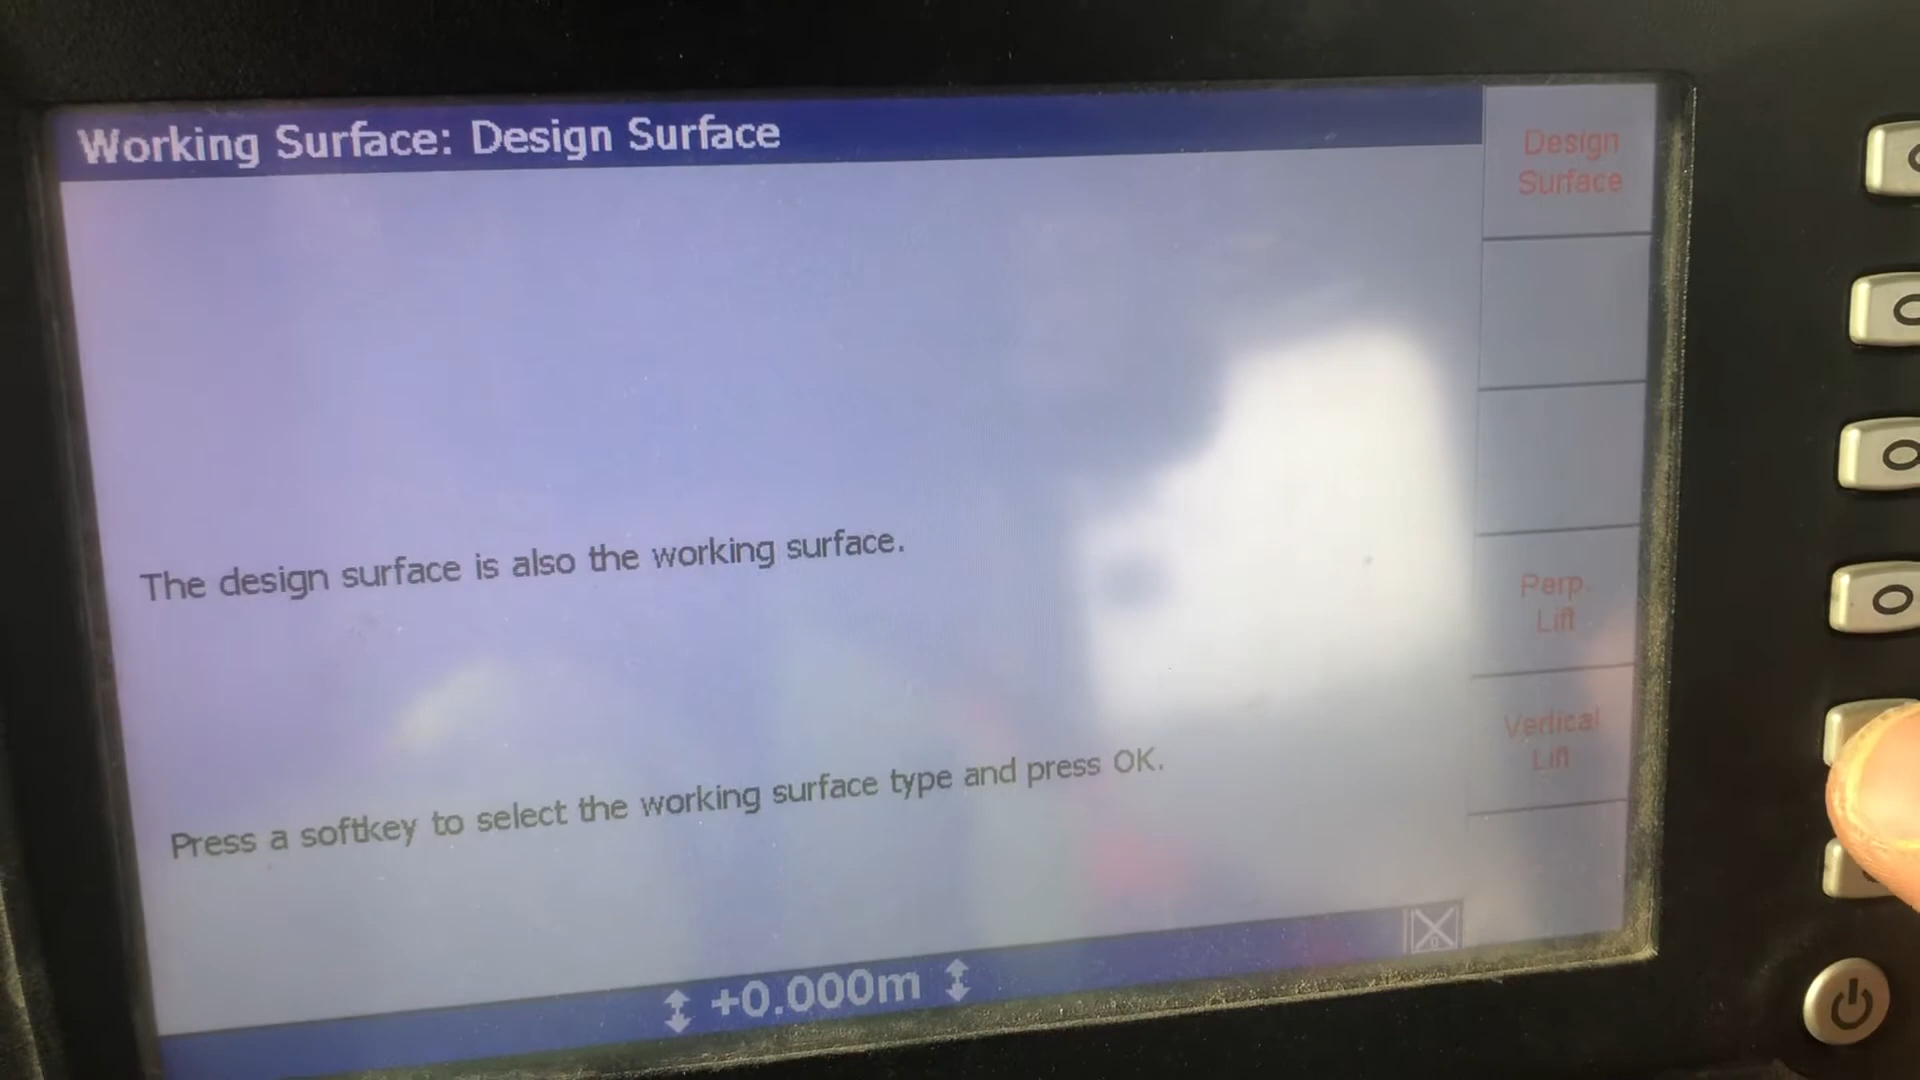 Working Surface: Design Surface
Design
Surface
The design surface is also the working surface.
Perp.
Lift
Vertical
Lift
Press a softkey to select the working surface type and press OK.
+0.000m